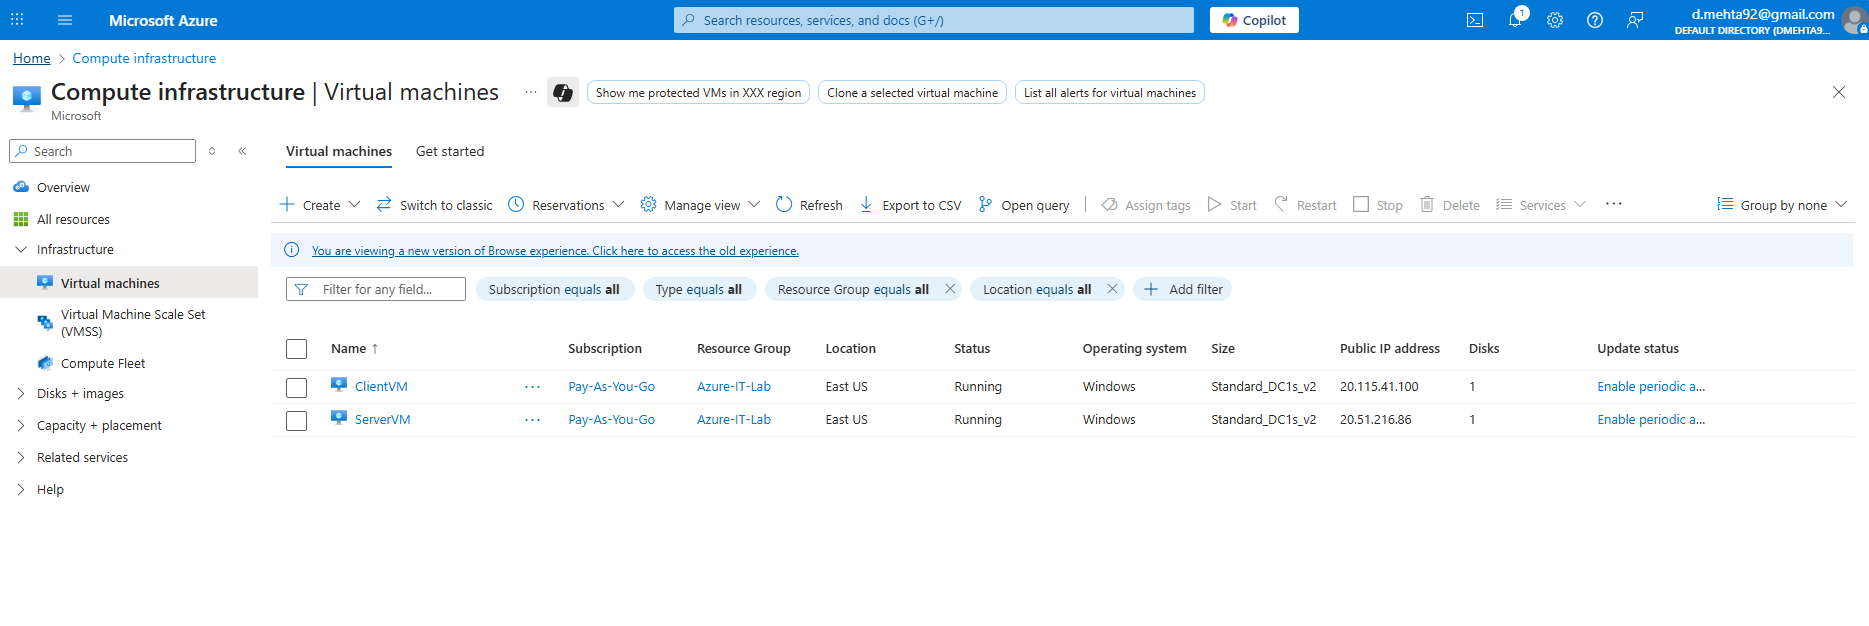 Microsoft Azure
Search resources, services, and docs (G+/)
Copilot
1
d.mehta92@gmail.com
DEFAULT DIRECTORY (DMEHTA9...
Home > Compute infrastructure
Compute infrastructure | Virtual machines
...
Show me protected VMs in XXX region
Clone a selected virtual machine
List all alerts for virtual machines
Microsoft
Search
Overview
All resources
Infrastructure
Virtual machines
Virtual Machine Scale Set
(VMSS)
Compute Fleet
Disks + images
Capacity + placement
Related services
Help
Virtual machines Get started
Create Switch to classic Reservations Manage view Refresh Export to CSV Open query Assign tags Start Restart Stop Delete Services ... Group by none
You are viewing a new version of Browse experience. Click here to access the old experience.
Filter for any field... Subscription equals all Type equals all Resource Group equals all Location equals all Add filter
Name ↑ Subscription Resource Group Location Status Operating system Size Public IP address Disks Update status
ClientVM ... Pay-As-You-Go Azure-IT-Lab East US Running Windows Standard_DC1s_v2 20.115.41.100 1 Enable periodic a...
ServerVM ... Pay-As-You-Go Azure-IT-Lab East US Running Windows Standard_DC1s_v2 20.51.216.86 1 Enable periodic a...